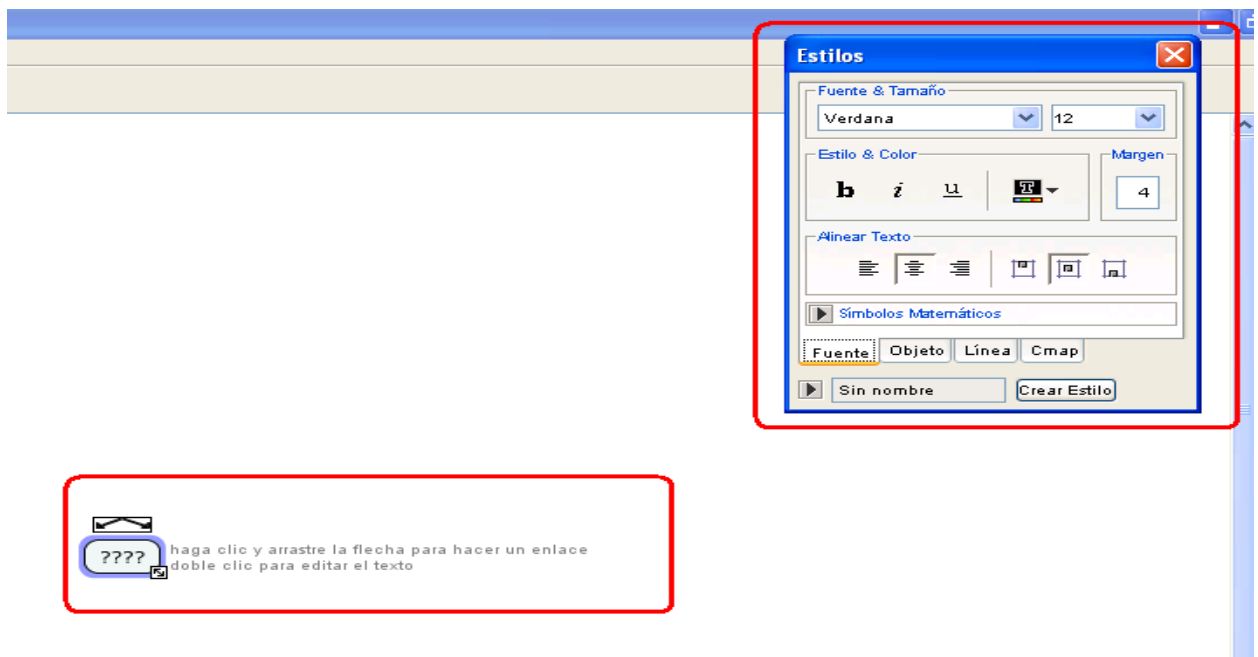 Estilos
Fuente & Tamaño
Verdana 12
Estilo & Color Margen
b i u T 4
Alinear Texto
Símbolos Matemáticos
Fuente Objeto Línea Cmap
Sin nombre Crear Estilo
???? haga clic y arrastre la flecha para hacer un enlace
doble clic para editar el texto